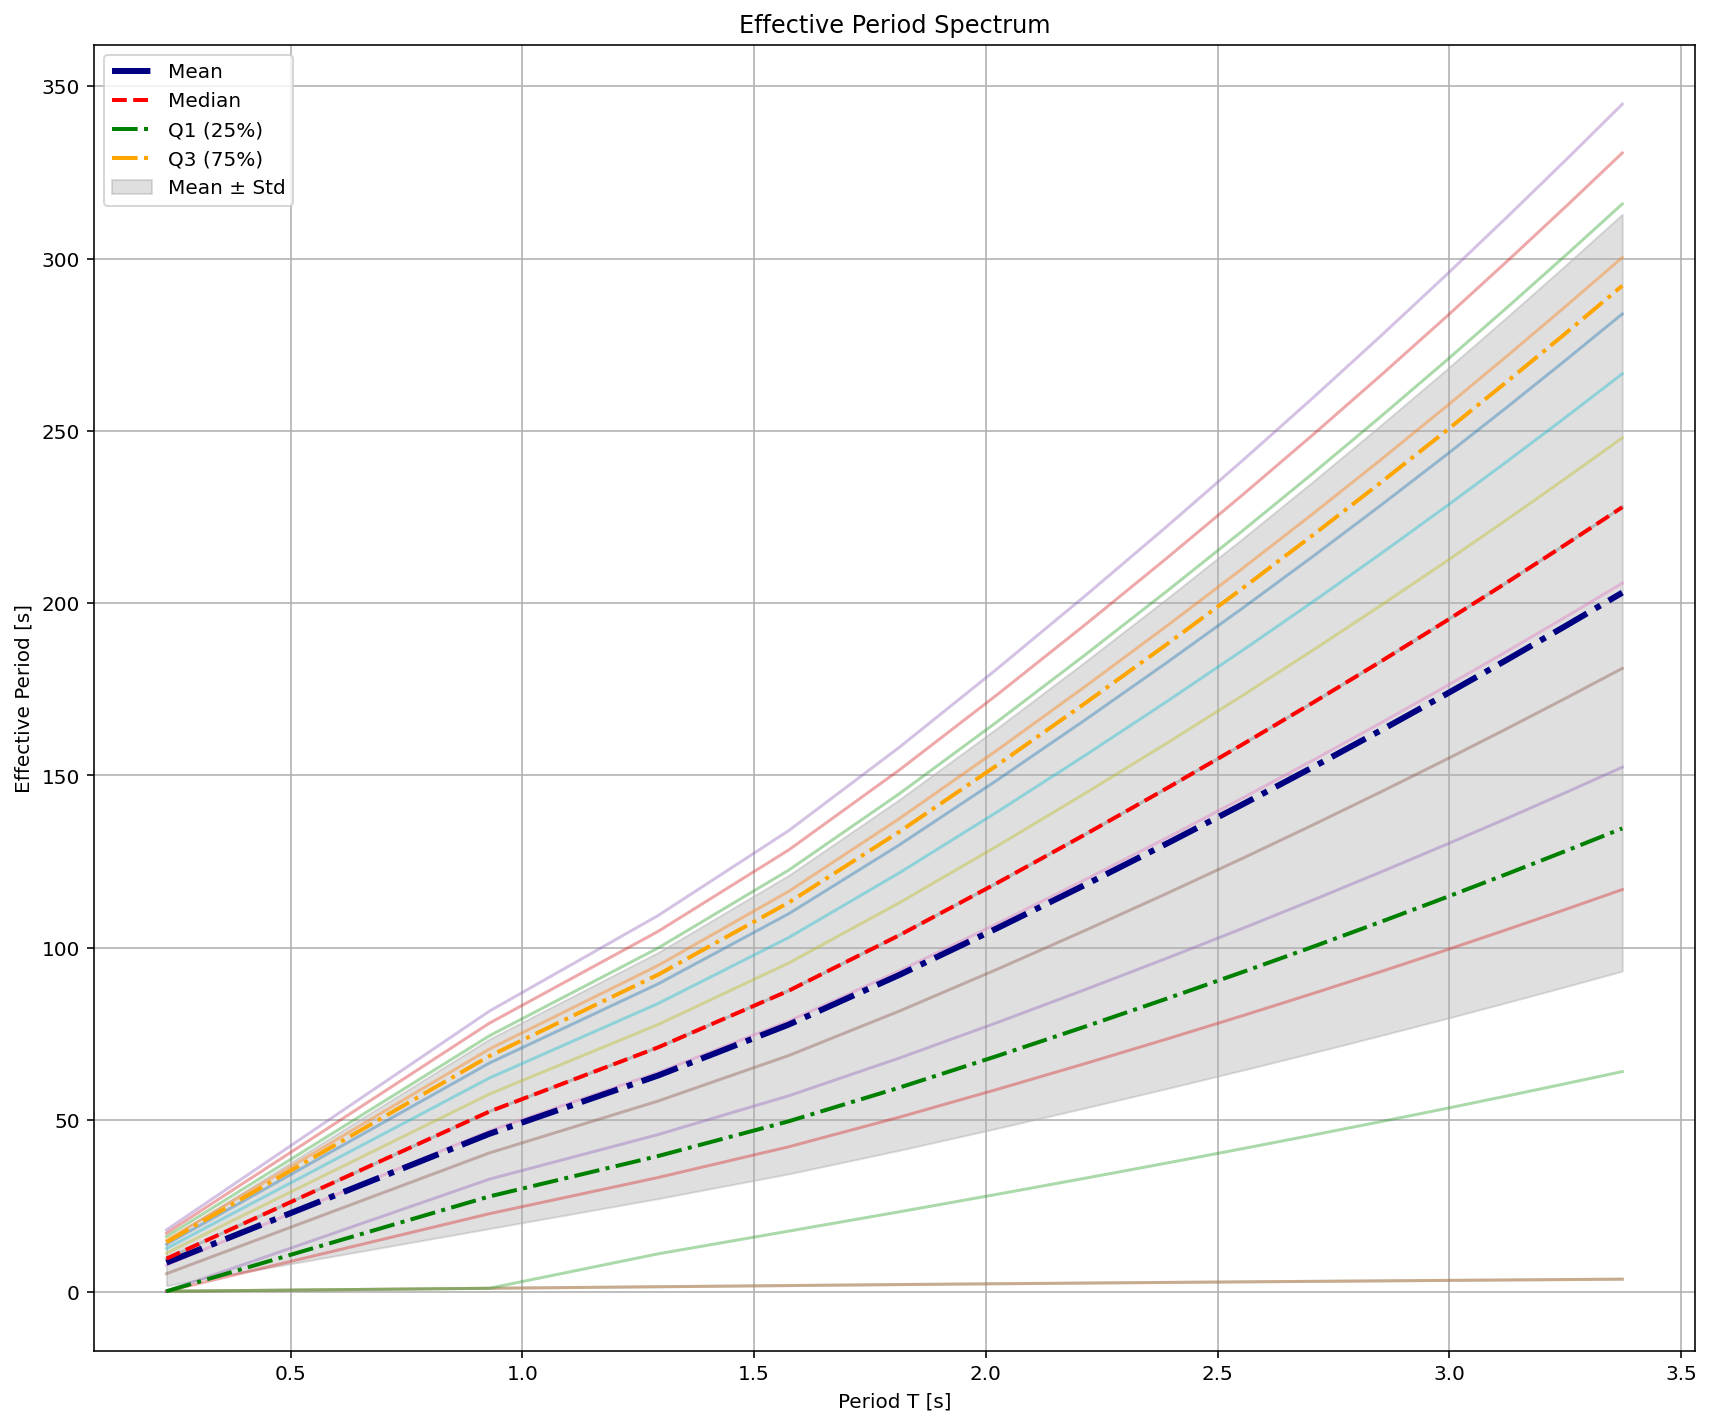 Effective Period Spectrum
Mean
Median
Q1 (25%)
Q3 (75%)
Mean ± Std
Effective Period [s]
350
300
250
200
150
100
50
0
0.5 1.0 1.5 2.0 2.5 3.0 3.5
Period T [s]